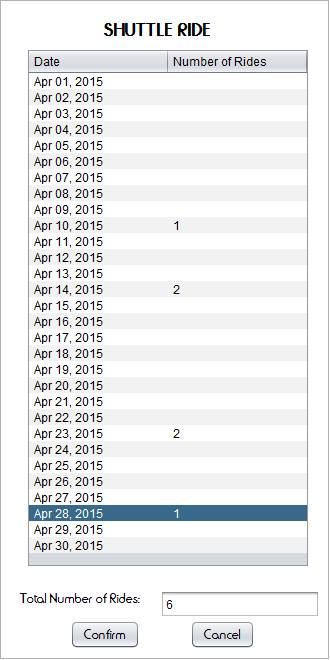 SHUTTLE RIDE
Date Number of Rides
Apr 01, 2015
Apr 02, 2015
Apr 03, 2015
Apr 04, 2015
Apr 05, 2015
Apr 06, 2015
Apr 07, 2015
Apr 08, 2015
Apr 09, 2015
Apr 10, 2015 1
Apr 11, 2015
Apr 12, 2015
Apr 13, 2015
Apr 14, 2015 2
Apr 15, 2015
Apr 16, 2015
Apr 17, 2015
Apr 18, 2015
Apr 19, 2015
Apr 20, 2015
Apr 21, 2015
Apr 22, 2015
Apr 23, 2015 2
Apr 24, 2015
Apr 25, 2015
Apr 26, 2015
Apr 27, 2015
Apr 28, 2015 1
Apr 29, 2015
Apr 30, 2015
Total Number of Rides: 6
Confirm Cancel